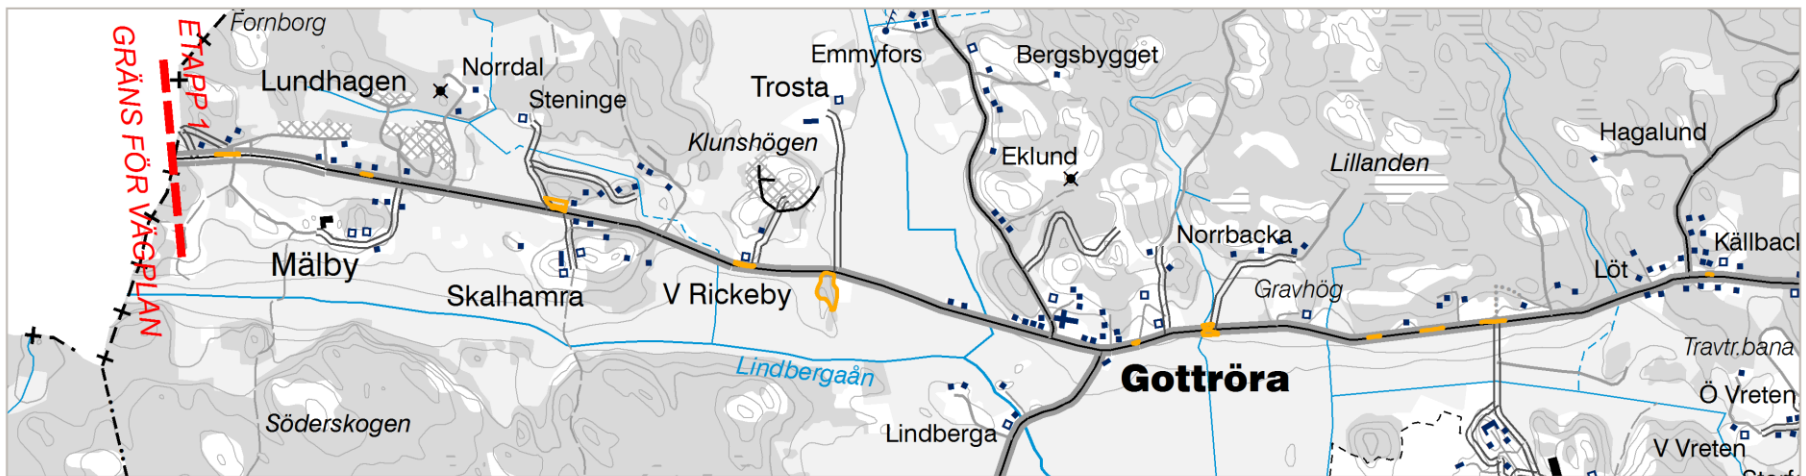 Fornborg
ETAPP 1
GRÄNS FÖR VÄGPLAN
Lundhagen
Norrdal
Steninge
Emmyfors
Bergsbygget
Trosta
Klunshögen
Eklund
Hagalund
Lillanden
Mälby
Skalhamra
V Rickeby
Norrbacka
Gravhög
Löt
Källbac
Lindbergaån
Gottröra
Travtr.bana
Ö Vreten
Söderskogen
Lindberga
V Vreten